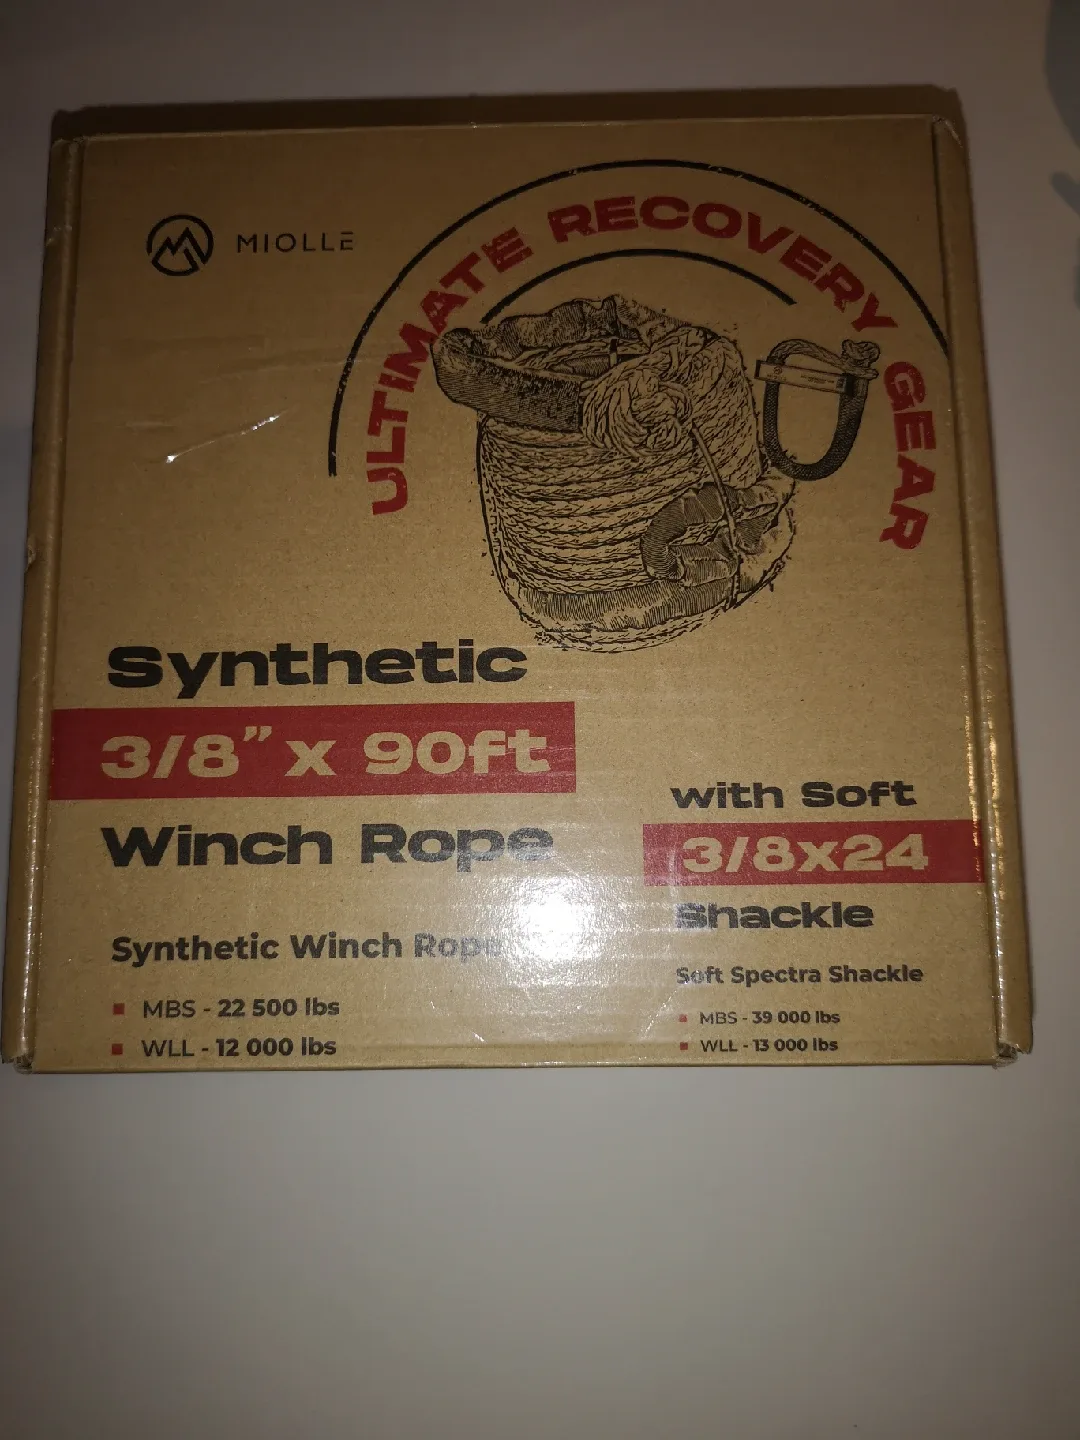 MIOLLE
ULTIMATE RECOVERY GEAR
Synthetic
3/8" x 90ft
Winch Rope
with Soft
3/8x24
shackle
Synthetic Winch Rope
MBS - 22 500 lbs
WLL - 12 000 lbs
Soft Spectra Shackle
MBS - 39 000 lbs
WLL - 13 000 lbs